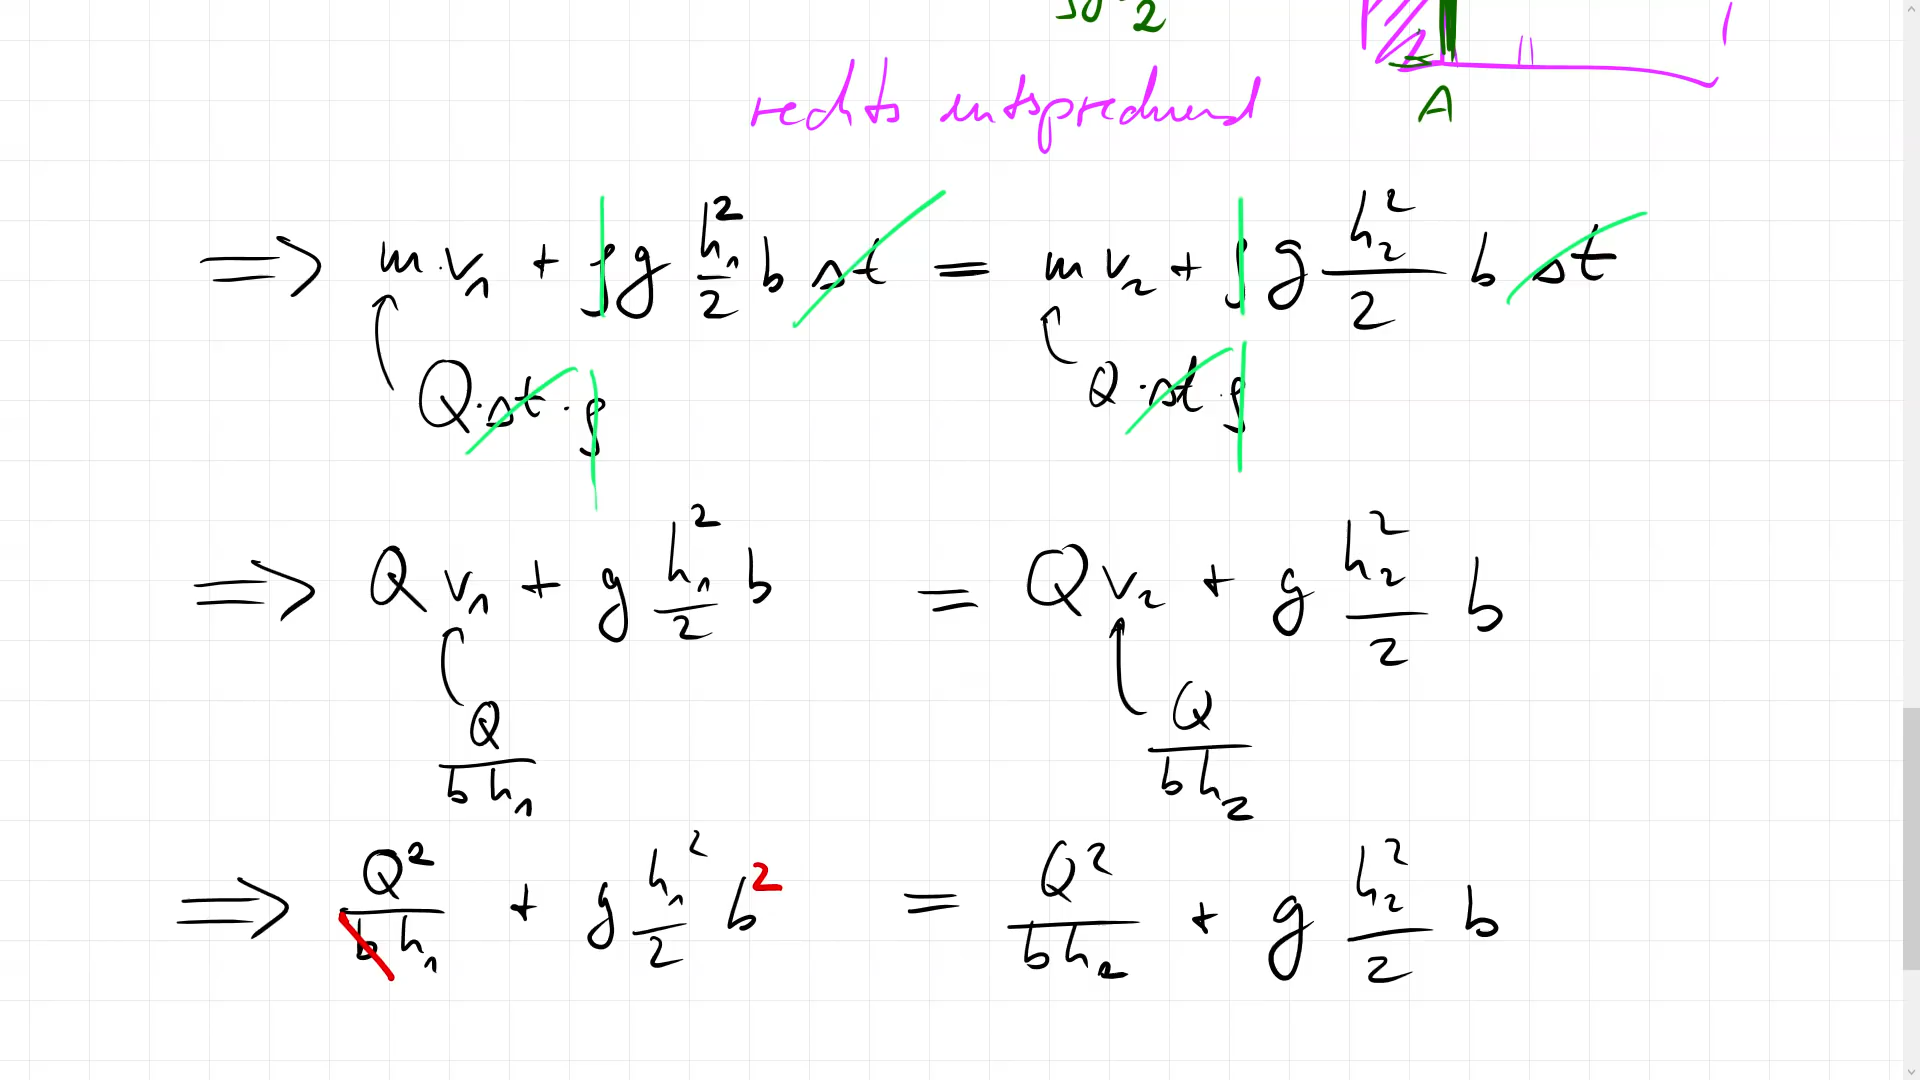 A
rechts entsprechend
⟹ m·v₁ + ρg h₁²/2 b Δt = m v₂ + ρ g h₂²/2 b Δt
Q·Δt·ρ Q·Δt·ρ
⟹ Q v₁ + g h₁²/2 b = Q v₂ + g h₂²/2 b
Q/(b h₁) Q/(b h₂)
⟹ Q²/(b h₁) + g h₁²/2 b² = Q²/(b h₂) + g h₂²/2 b